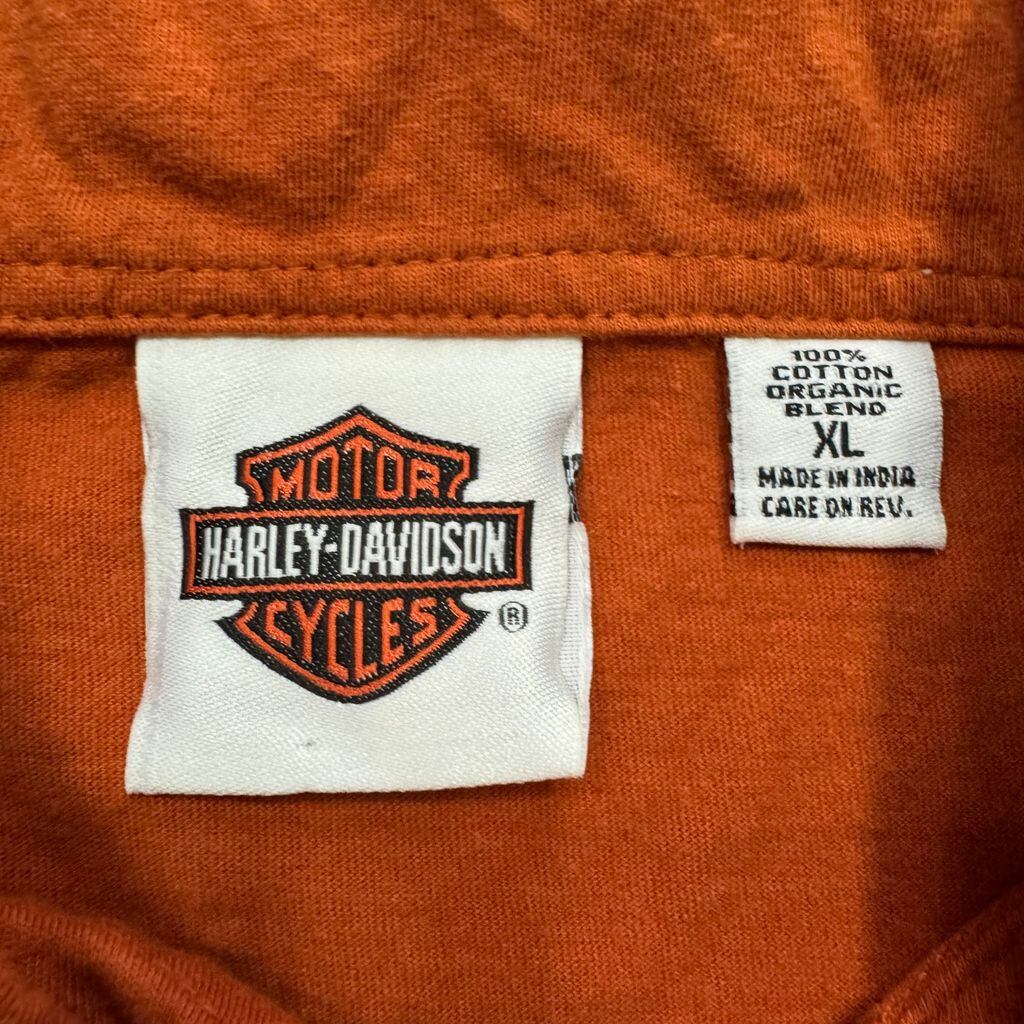 MOTOR
HARLEY-DAVIDSON
CYCLES
®
100%
COTTON
ORGANIC
BLEND
XL
MADE IN INDIA
CARE ON REV.